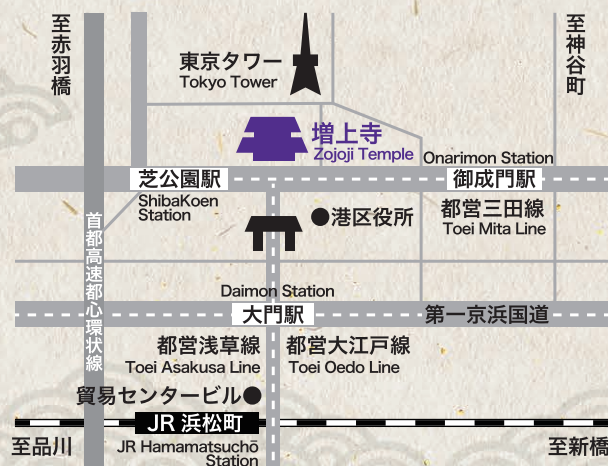 至赤羽橋
至神谷町
東京タワー
Tokyo Tower
増上寺
Zojoji Temple
Onarimon Station
芝公園駅
御成門駅
ShibaKoen
Station
港区役所
都営三田線
Toei Mita Line
首都高速都心環状線
Daimon Station
大門駅
第一京浜国道
都営浅草線
都営大江戸線
Toei Asakusa Line
Toei Oedo Line
貿易センタービル
JR 浜松町
至品川
JR Hamamatsuchō
Station
至新橋